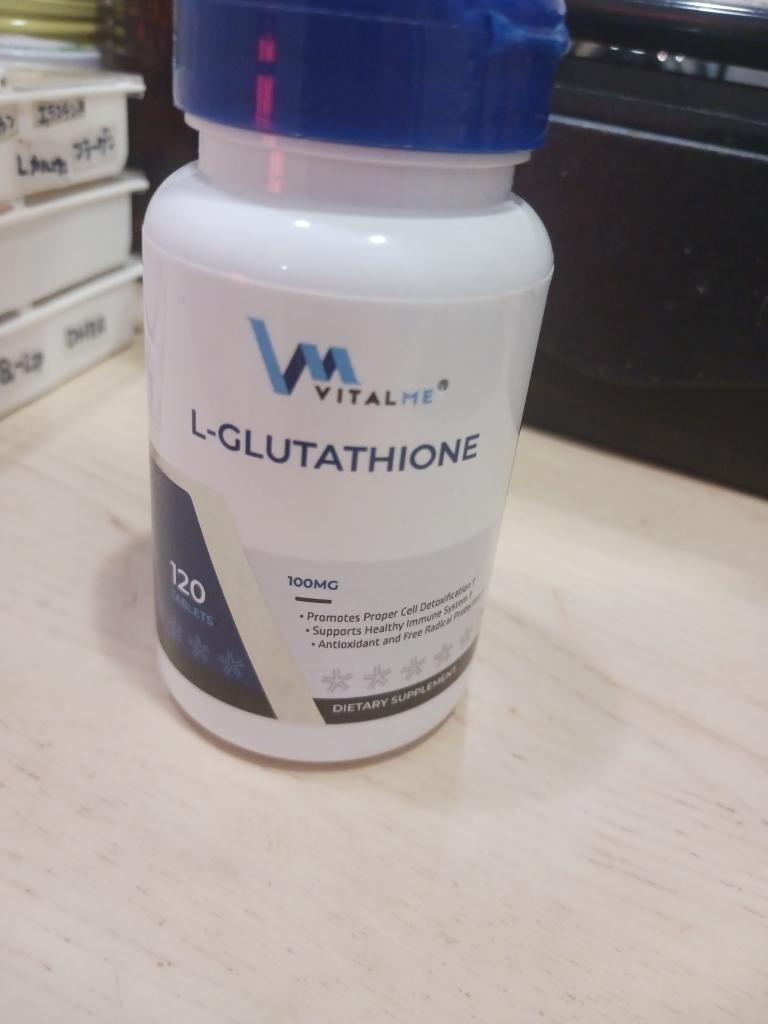 VITALME®
L-GLUTATHIONE
120
TABLETS
100MG
• Promotes Proper Cell Detoxification †
• Supports Healthy Immune System †
• Antioxidant and Free Radical
DIETARY SUPPLEMENT